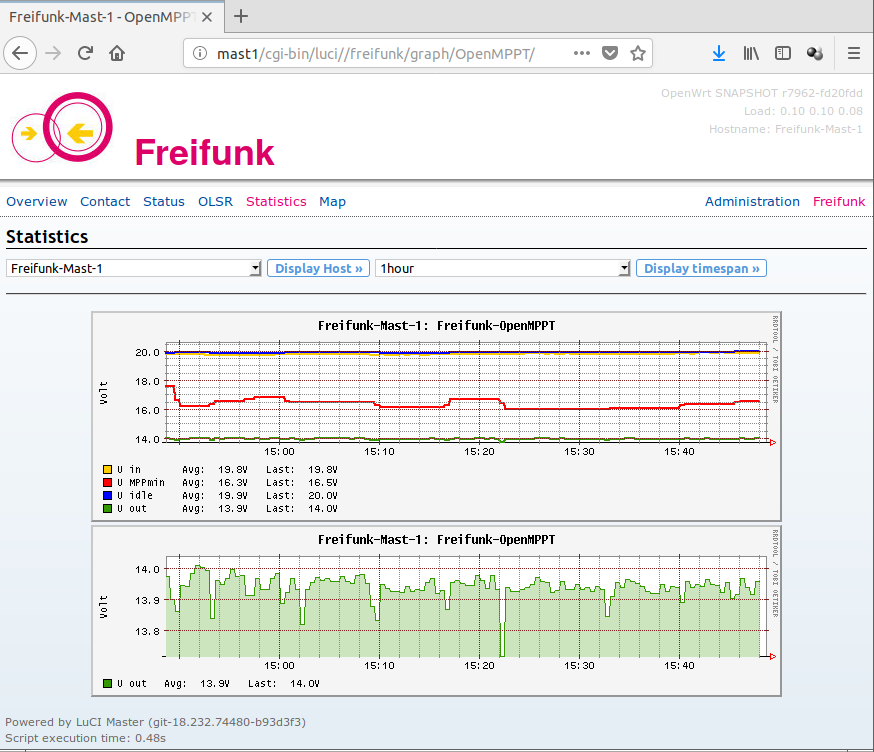 Freifunk-Mast-1 - OpenMPPT
mast1/cgi-bin/luci//freifunk/graph/OpenMPPT/
OpenWrt SNAPSHOT r7962-fd20fdd
Load: 0.10 0.10 0.08
Hostname: Freifunk-Mast-1
Freifunk
Overview Contact Status OLSR Statistics Map Administration Freifunk
Statistics
Freifunk-Mast-1 Display Host » 1hour Display timespan »
Freifunk-Mast-1: Freifunk-OpenMPPT
RRDTOOL / TOBI OETIKER
Volt
20.0
18.0
16.0
14.0
15:00 15:10 15:20 15:30 15:40
U in Avg: 19.8V Last: 19.8V
U MPPmin Avg: 16.3V Last: 16.5V
U idle Avg: 19.9V Last: 20.0V
U out Avg: 13.9V Last: 14.0V
Freifunk-Mast-1: Freifunk-OpenMPPT
RRDTOOL / TOBI OETIKER
Volt
14.0
13.9
13.8
15:00 15:10 15:20 15:30 15:40
U out Avg: 13.9V Last: 14.0V
Powered by LuCI Master (git-18.232.74480-b93d3f3)
Script execution time: 0.48s